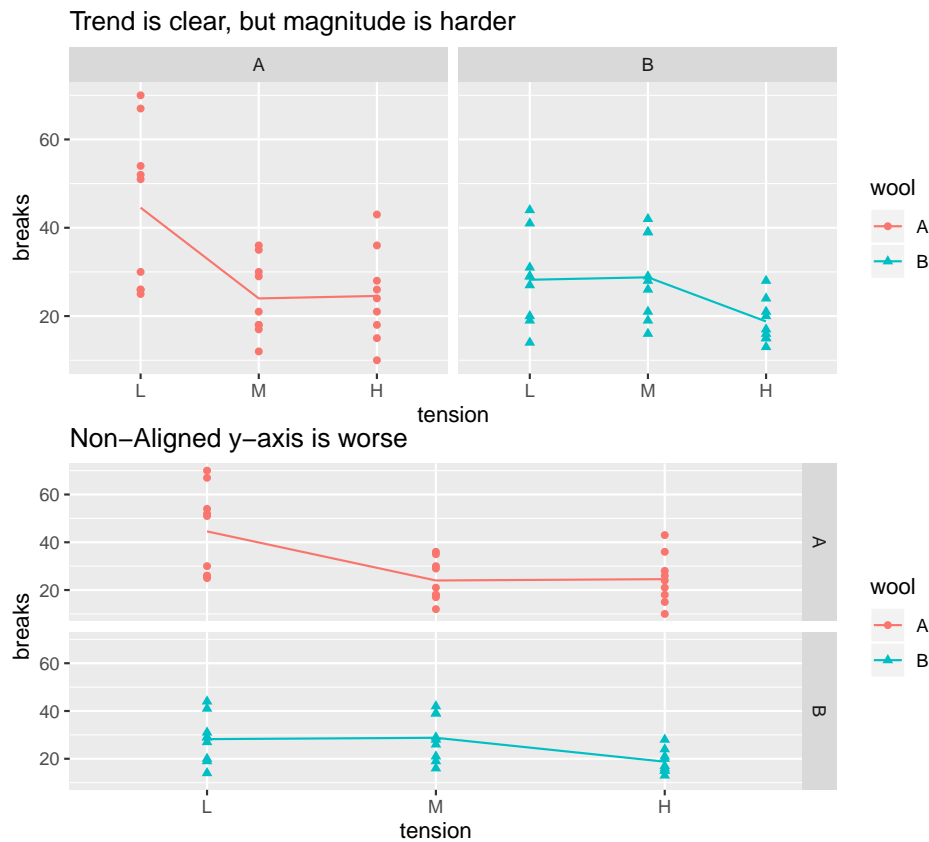 Trend is clear, but magnitude is harder
A
B
60
40
20
breaks
L
M
H
L
M
H
tension
wool
A
B
Non−Aligned y−axis is worse
60
40
20
A
60
40
20
B
breaks
L
M
H
tension
wool
A
B